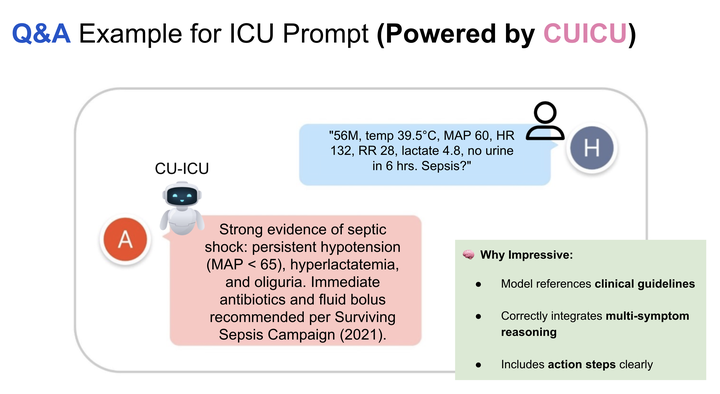 Q&A Example for ICU Prompt (Powered by CUICU)
"56M, temp 39.5°C, MAP 60, HR
132, RR 28, lactate 4.8, no urine
in 6 hrs. Sepsis?"
H
CU-ICU
A
Strong evidence of septic
shock: persistent hypotension
(MAP < 65), hyperlactatemia,
and oliguria. Immediate
antibiotics and fluid bolus
recommended per Surviving
Sepsis Campaign (2021).
Why Impressive:
● Model references clinical guidelines
● Correctly integrates multi-symptom
reasoning
● Includes action steps clearly